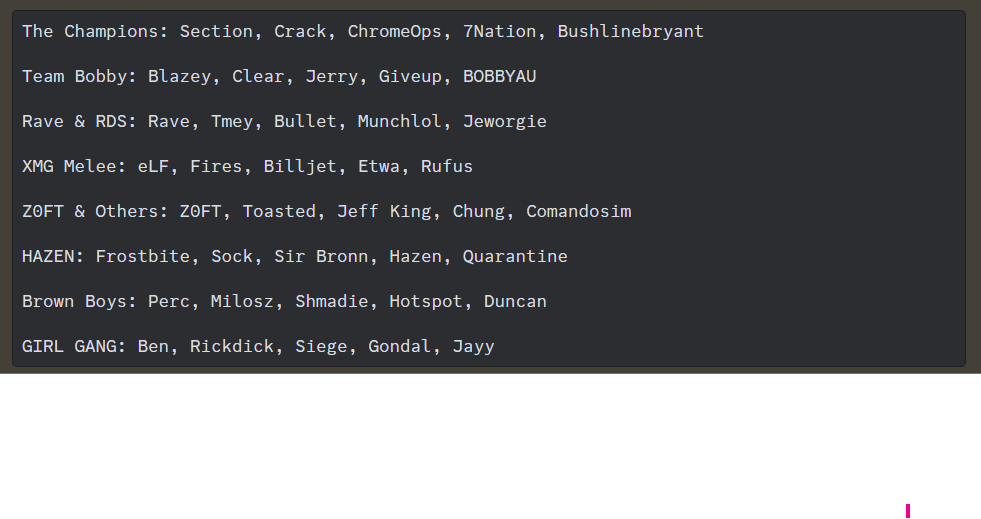 The Champions: Section, Crack, ChromeOps, 7Nation, Bushlinebryant
Team Bobby: Blazey, Clear, Jerry, Giveup, BOBBYAU
Rave & RDS: Rave, Tmey, Bullet, Munchlol, Jeworgie
XMG Melee: eLF, Fires, Billjet, Etwa, Rufus
Z0FT & Others: Z0FT, Toasted, Jeff King, Chung, Comandosim
HAZEN: Frostbite, Sock, Sir Bronn, Hazen, Quarantine
Brown Boys: Perc, Milosz, Shmadie, Hotspot, Duncan
GIRL GANG: Ben, Rickdick, Siege, Gondal, Jayy